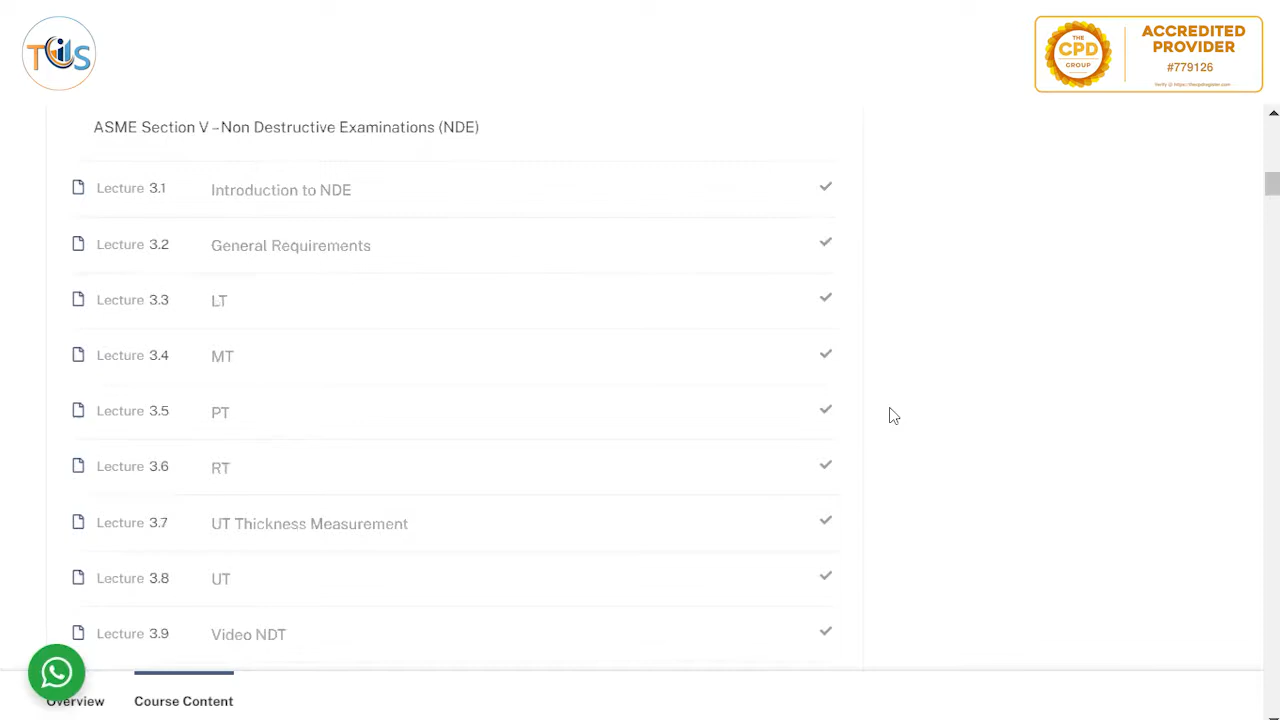 TCIS
THE
CPD
GROUP
ACCREDITED
PROVIDER
#779126
ASME Section V – Non Destructive Examinations (NDE)
Lecture 3.1 Introduction to NDE
Lecture 3.2 General Requirements
Lecture 3.3 LT
Lecture 3.4 MT
Lecture 3.5 PT
Lecture 3.6 RT
Lecture 3.7 UT Thickness Measurement
Lecture 3.8 UT
Lecture 3.9 Video NDT
Overview Course Content